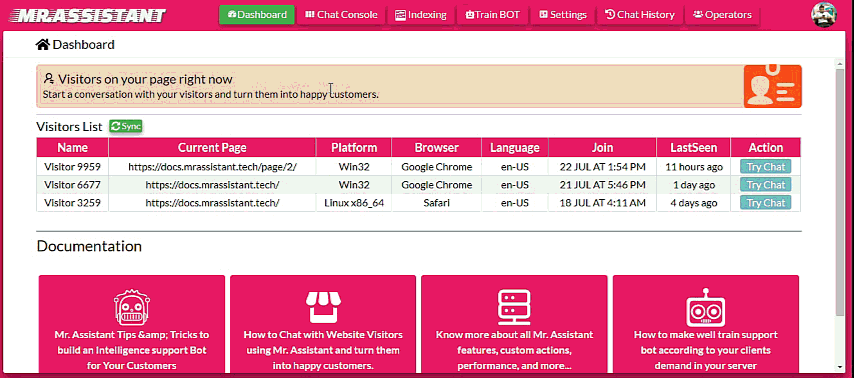 MR.ASSISTANT
Dashboard Chat Console Indexing Train BOT Settings Chat History Operators
Dashboard
Visitors on your page right now
Start a conversation with your visitors and turn them into happy customers.
Visitors List Sync
Name Current Page Platform Browser Language Join LastSeen Action
Visitor 9959 https://docs.mrassistant.tech/page/2/ Win32 Google Chrome en-US 22 JUL AT 1:54 PM 11 hours ago Try Chat
Visitor 6677 https://docs.mrassistant.tech/ Win32 Google Chrome en-US 21 JUL AT 5:46 PM 1 day ago Try Chat
Visitor 3259 https://docs.mrassistant.tech/ Linux x86_64 Safari en-US 18 JUL AT 4:11 AM 4 days ago Try Chat
Documentation
Mr. Assistant Tips &amp; Tricks to
build an Intelligence support Bot
for Your Customers
How to Chat with Website Visitors
using Mr. Assistant and turn them
into happy customers.
Know more about all Mr. Assistant
features, custom actions,
performance, and more...
How to make well train support
bot according to your clients
demand in your server